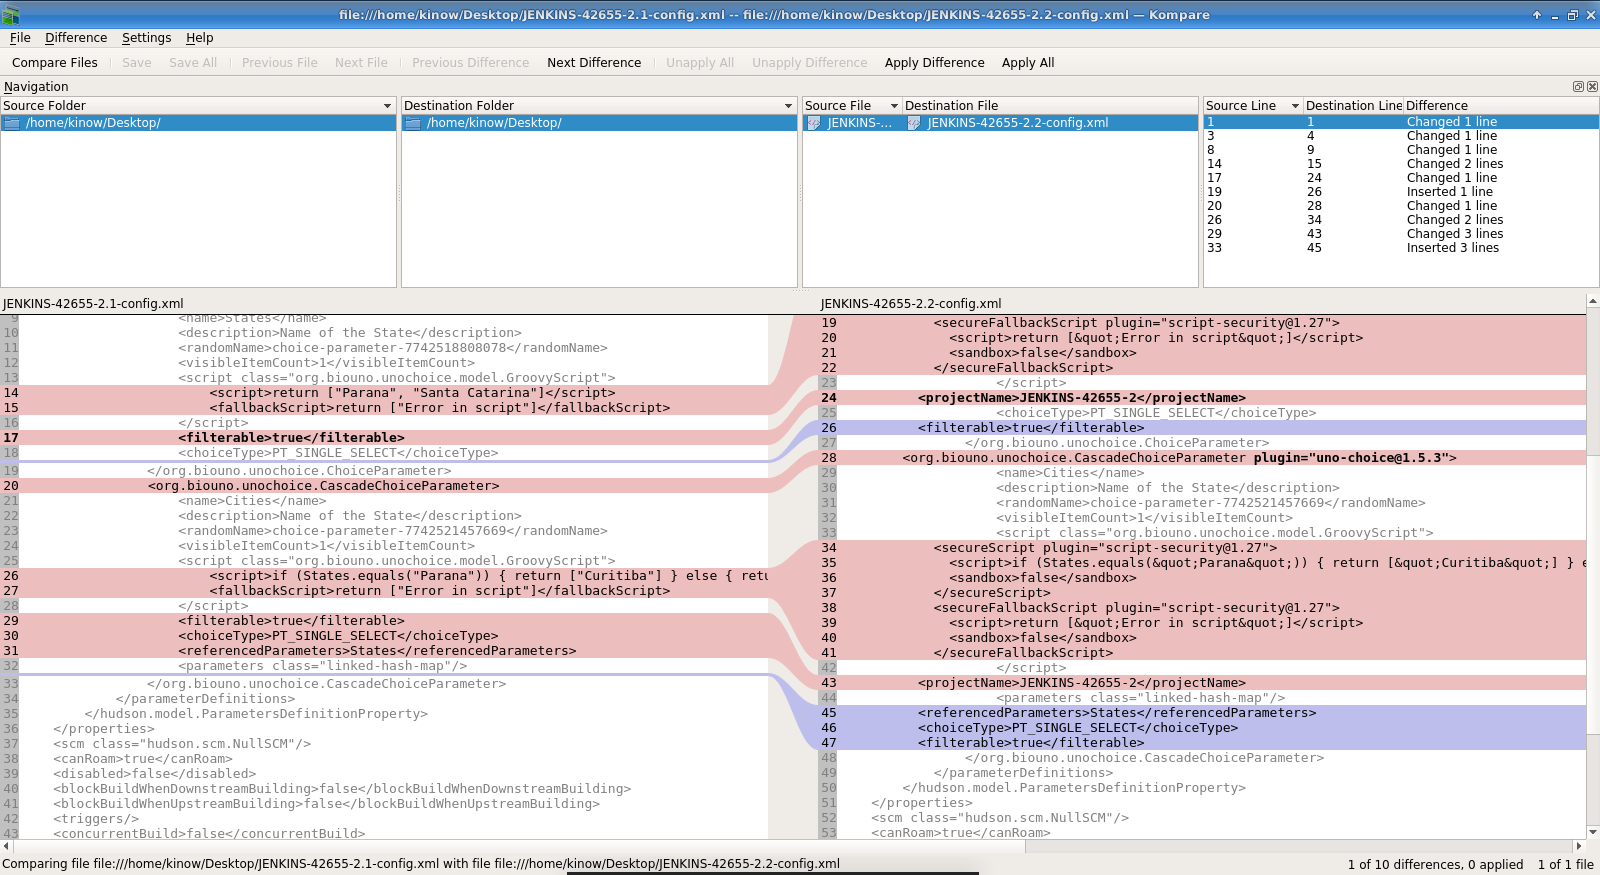 file:///home/kinow/Desktop/JENKINS-42655-2.1-config.xml -- file:///home/kinow/Desktop/JENKINS-42655-2.2-config.xml — Kompare
File Difference Settings Help
Compare Files Save Save All Previous File Next File Previous Difference Next Difference Unapply All Unapply Difference Apply Difference Apply All
Navigation
Source Folder
/home/kinow/Desktop/
Destination Folder
/home/kinow/Desktop/
Source File Destination File
JENKINS-... JENKINS-42655-2.2-config.xml
Source Line Destination Line Difference
1 1 Changed 1 line
3 4 Changed 1 line
8 9 Changed 1 line
14 15 Changed 2 lines
17 24 Changed 1 line
19 26 Inserted 1 line
20 28 Changed 1 line
26 34 Changed 2 lines
29 43 Changed 3 lines
33 45 Inserted 3 lines
JENKINS-42655-2.1-config.xml
9 <name>States</name>
10 <description>Name of the State</description>
11 <randomName>choice-parameter-7742518808078</randomName>
12 <visibleItemCount>1</visibleItemCount>
13 <script class="org.biouno.unochoice.model.GroovyScript">
14 <script>return ["Parana", "Santa Catarina"]</script>
15 <fallbackScript>return ["Error in script"]</fallbackScript>
16 </script>
17 <filterable>true</filterable>
18 <choiceType>PT_SINGLE_SELECT</choiceType>
19 </org.biouno.unochoice.ChoiceParameter>
20 <org.biouno.unochoice.CascadeChoiceParameter>
21 <name>Cities</name>
22 <description>Name of the State</description>
23 <randomName>choice-parameter-7742521457669</randomName>
24 <visibleItemCount>1</visibleItemCount>
25 <script class="org.biouno.unochoice.model.GroovyScript">
26 <script>if (States.equals("Parana")) { return ["Curitiba"] } else { retu
27 <fallbackScript>return ["Error in script"]</fallbackScript>
28 </script>
29 <filterable>true</filterable>
30 <choiceType>PT_SINGLE_SELECT</choiceType>
31 <referencedParameters>States</referencedParameters>
32 <parameters class="linked-hash-map"/>
33 </org.biouno.unochoice.CascadeChoiceParameter>
34 </parameterDefinitions>
35 </hudson.model.ParametersDefinitionProperty>
36 </properties>
37 <scm class="hudson.scm.NullSCM"/>
38 <canRoam>true</canRoam>
39 <disabled>false</disabled>
40 <blockBuildWhenDownstreamBuilding>false</blockBuildWhenDownstreamBuilding>
41 <blockBuildWhenUpstreamBuilding>false</blockBuildWhenUpstreamBuilding>
42 <triggers/>
43 <concurrentBuild>false</concurrentBuild>
JENKINS-42655-2.2-config.xml
19 <secureFallbackScript plugin="script-security@1.27">
20 <script>return [&quot;Error in script&quot;]</script>
21 <sandbox>false</sandbox>
22 </secureFallbackScript>
23 </script>
24 <projectName>JENKINS-42655-2</projectName>
25 <choiceType>PT_SINGLE_SELECT</choiceType>
26 <filterable>true</filterable>
27 </org.biouno.unochoice.ChoiceParameter>
28 <org.biouno.unochoice.CascadeChoiceParameter plugin="uno-choice@1.5.3">
29 <name>Cities</name>
30 <description>Name of the State</description>
31 <randomName>choice-parameter-7742521457669</randomName>
32 <visibleItemCount>1</visibleItemCount>
33 <script class="org.biouno.unochoice.model.GroovyScript">
34 <secureScript plugin="script-security@1.27">
35 <script>if (States.equals(&quot;Parana&quot;)) { return [&quot;Curitiba&quot;] } e
36 <sandbox>false</sandbox>
37 </secureScript>
38 <secureFallbackScript plugin="script-security@1.27">
39 <script>return [&quot;Error in script&quot;]</script>
40 <sandbox>false</sandbox>
41 </secureFallbackScript>
42 </script>
43 <projectName>JENKINS-42655-2</projectName>
44 <parameters class="linked-hash-map"/>
45 <referencedParameters>States</referencedParameters>
46 <choiceType>PT_SINGLE_SELECT</choiceType>
47 <filterable>true</filterable>
48 </org.biouno.unochoice.CascadeChoiceParameter>
49 </parameterDefinitions>
50 </hudson.model.ParametersDefinitionProperty>
51 </properties>
52 <scm class="hudson.scm.NullSCM"/>
53 <canRoam>true</canRoam>
Comparing file file:///home/kinow/Desktop/JENKINS-42655-2.1-config.xml with file file:///home/kinow/Desktop/JENKINS-42655-2.2-config.xml
1 of 10 differences, 0 applied 1 of 1 file